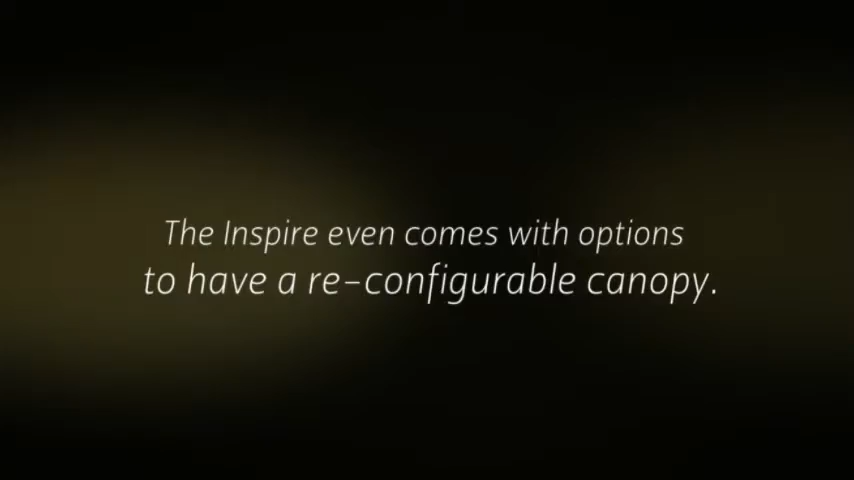 The Inspire even comes with options
to have a re-configurable canopy.